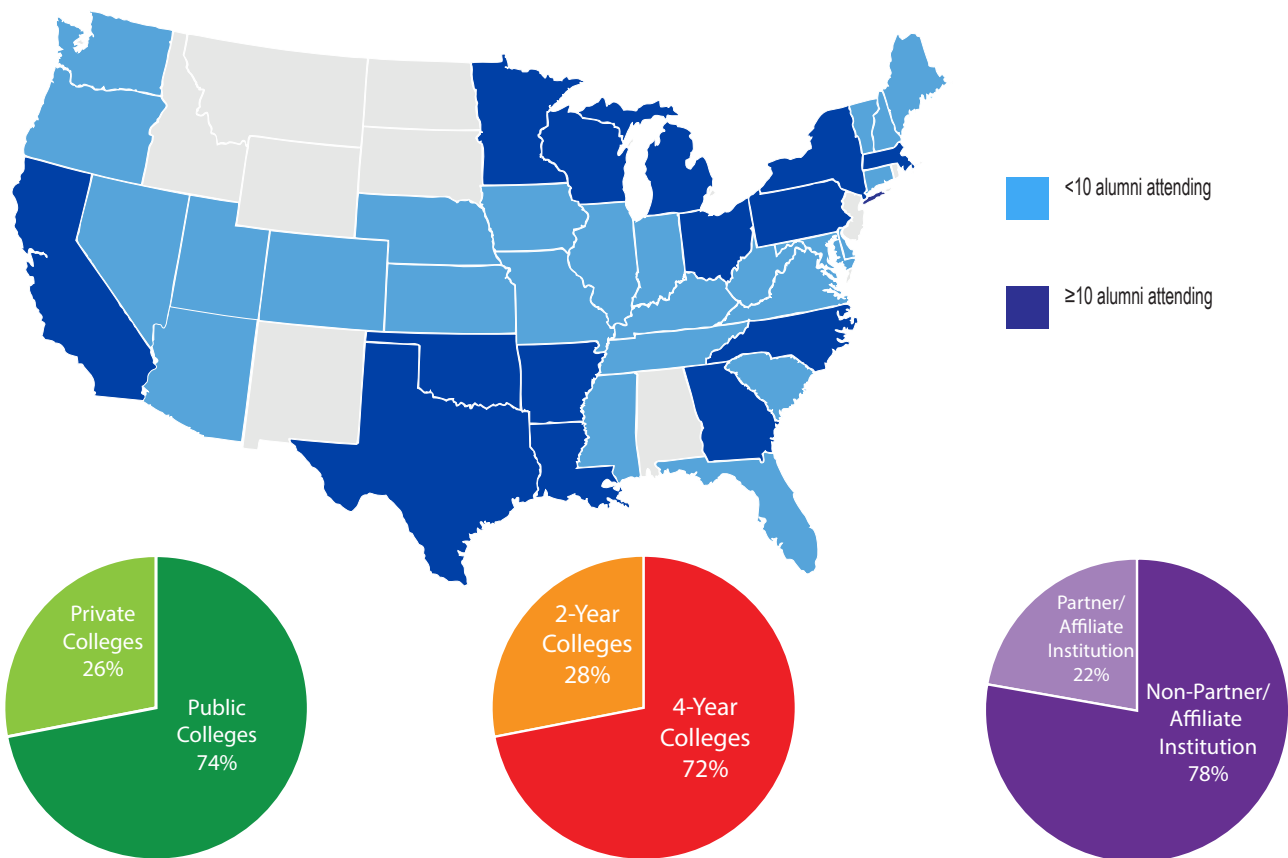 <10 alumni attending
≥10 alumni attending
Private
Colleges
26%
Public
Colleges
74%
2-Year
Colleges
28%
4-Year
Colleges
72%
Partner/
Affiliate
Institution
22%
Non-Partner/
Affiliate
Institution
78%